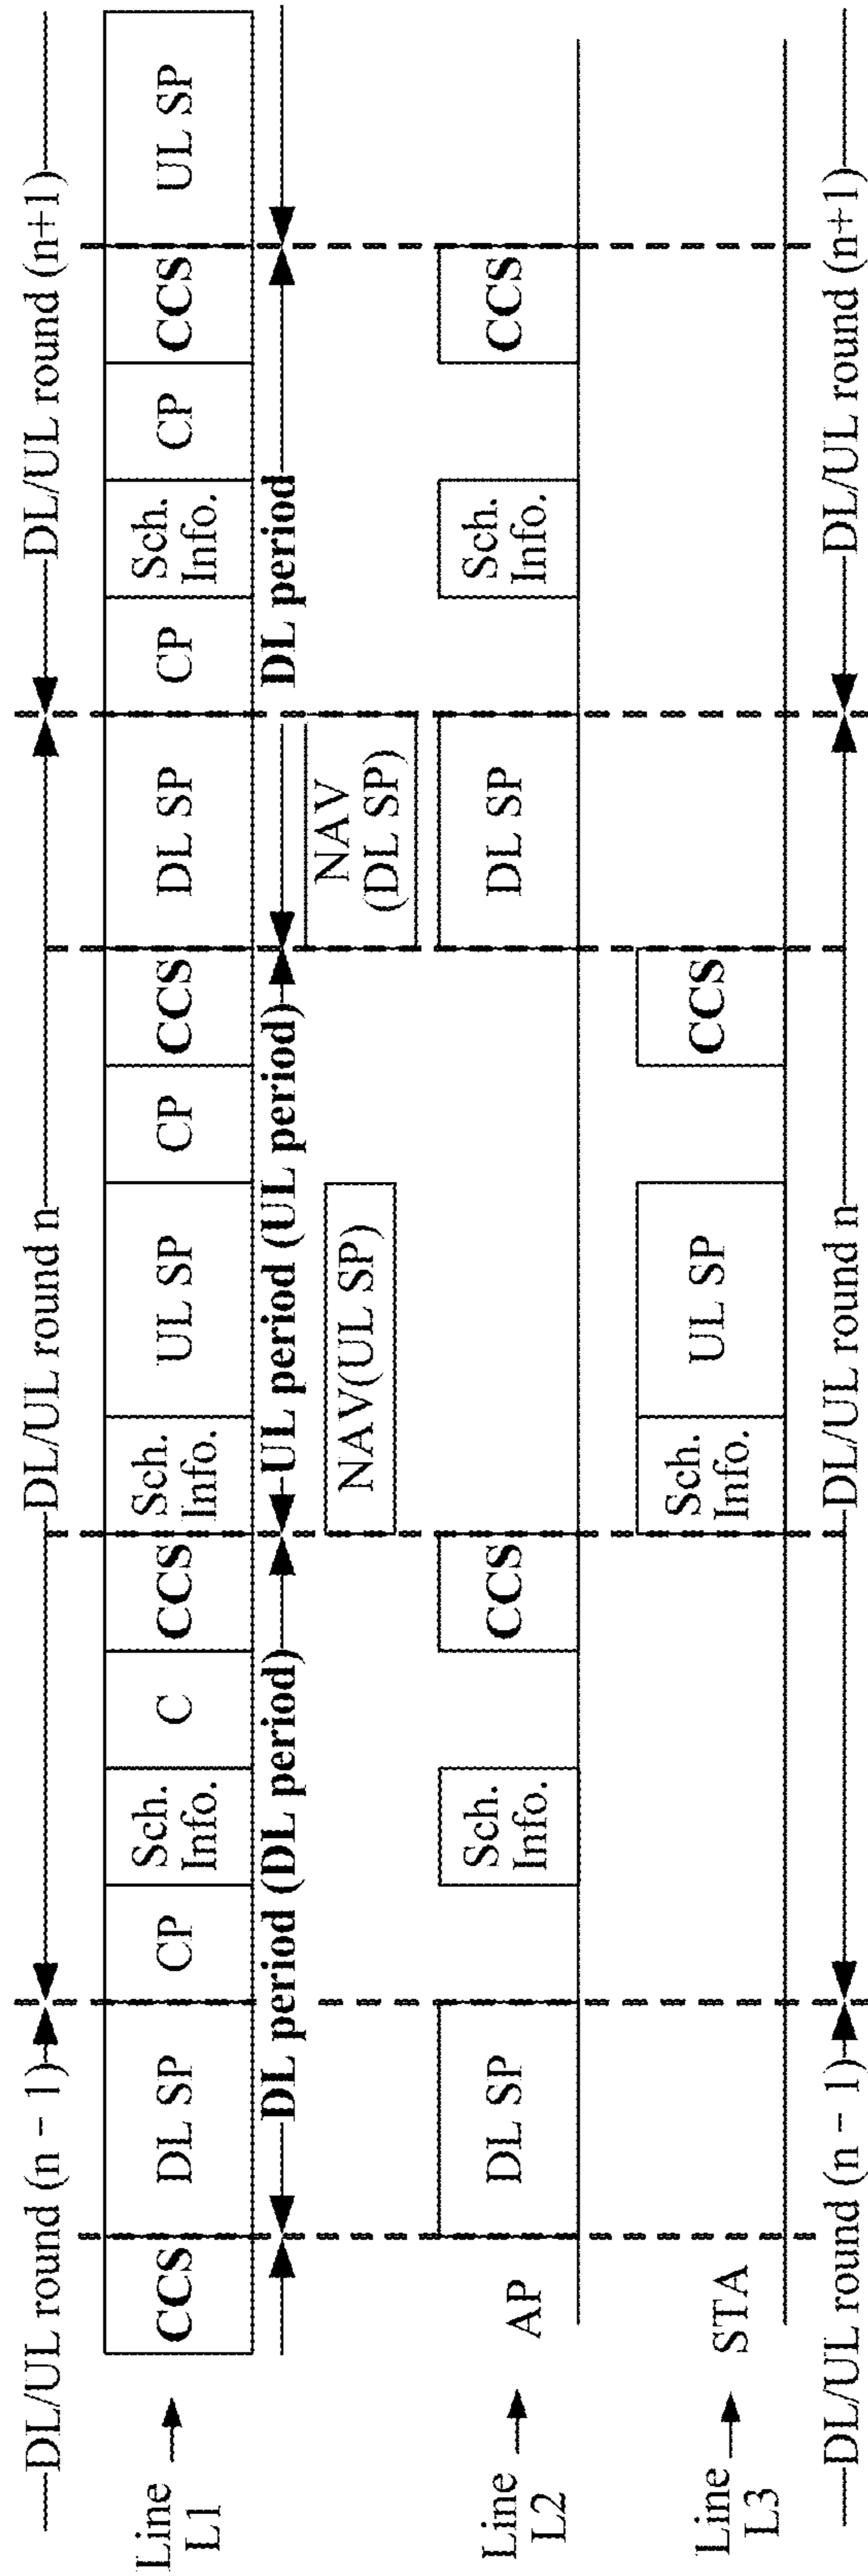 DL/UL round (n − 1)
DL/UL round n
DL/UL round (n+1)
Line
L1
CCS
DL SP
CP
Sch.
Info.
C
CCS
Sch.
Info.
UL SP
CP
CCS
DL SP
CP
Sch.
Info.
CP
CCS
UL SP
DL period (DL period)
UL period (UL period)
DL period
NAV(UL SP)
NAV
(DL SP)
Line
L2
AP
DL SP
Sch.
Info.
CCS
DL SP
Sch.
Info.
CCS
Line
L3
STA
Sch.
Info.
UL SP
CCS
DL/UL round (n − 1)
DL/UL round n
DL/UL round (n+1)